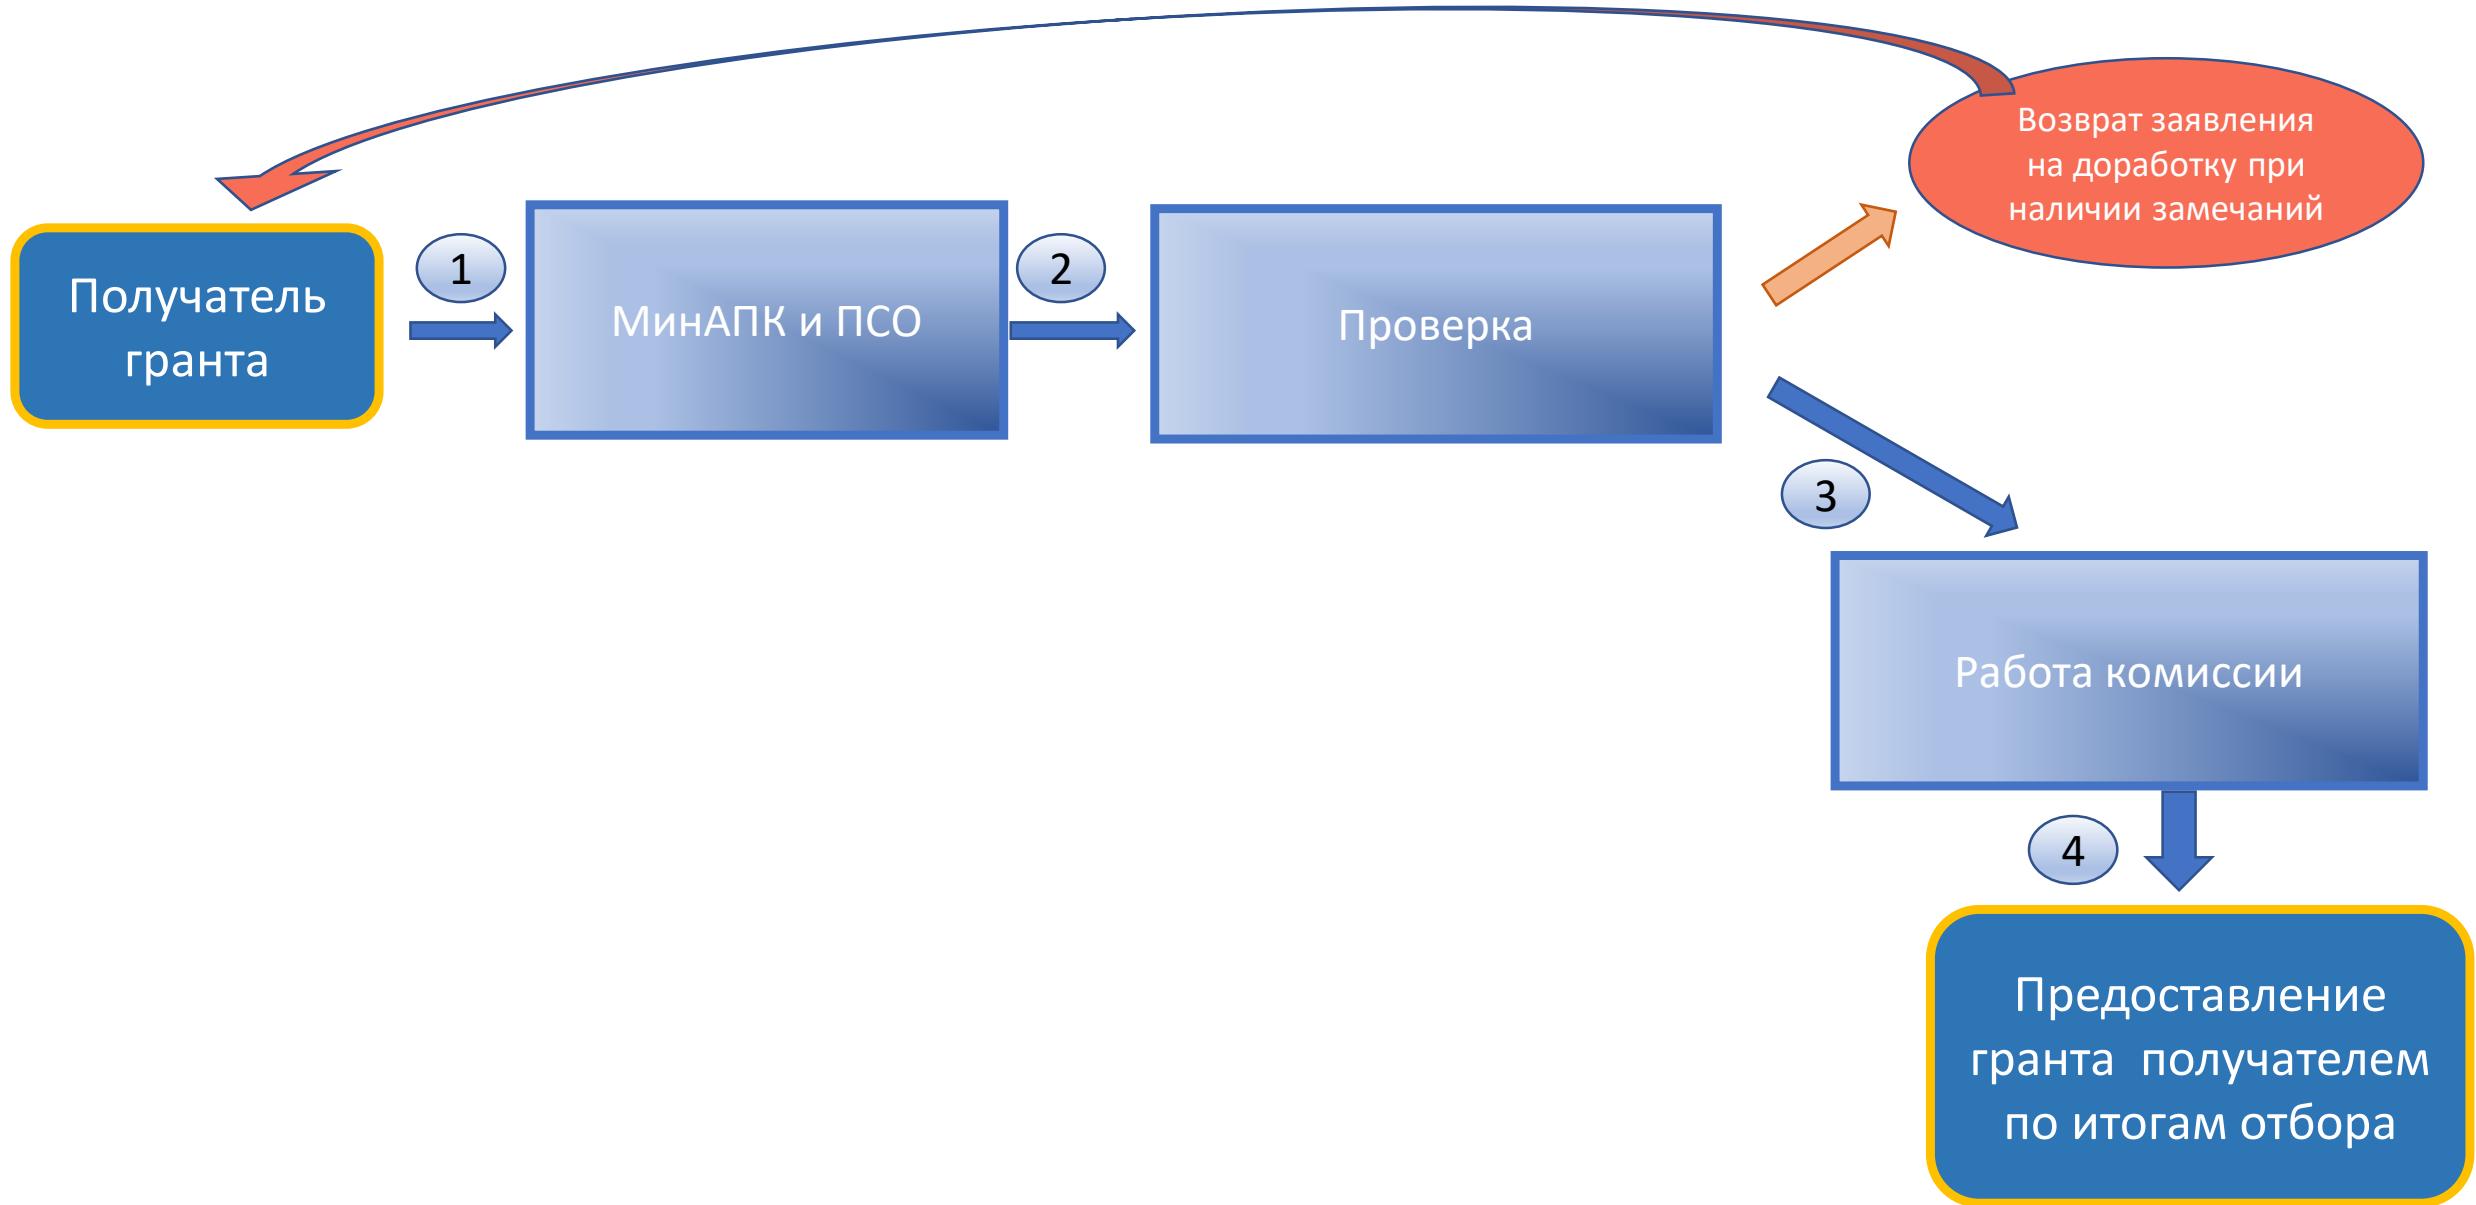 Возврат заявления
на доработку при
наличии замечаний
Получатель
гранта
1
МинАПК и ПСО
2
Проверка
3
Работа комиссии
4
Предоставление
гранта получателем
по итогам отбора